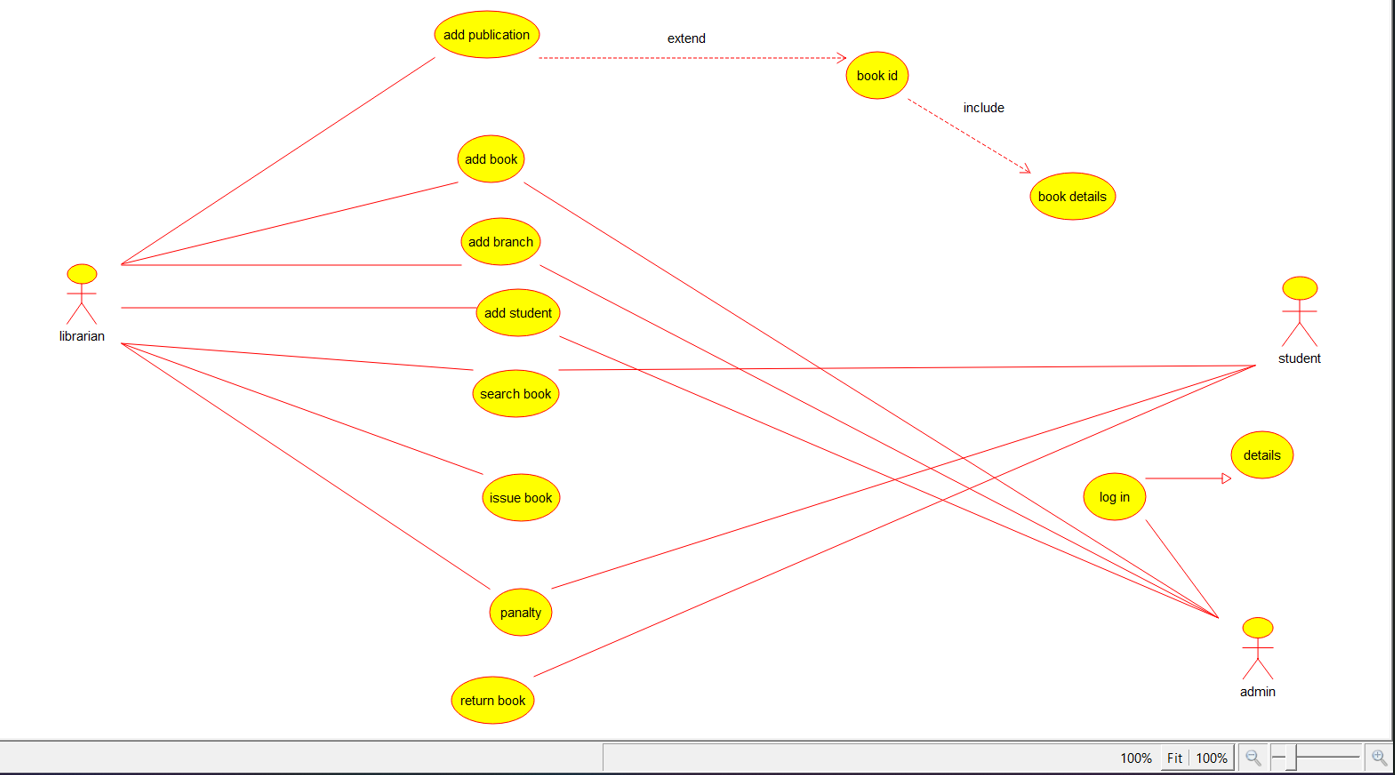 add publication
extend
book id
include
add book
book details
add branch
librarian
add student
student
search book
details
log in
issue book
panalty
admin
return book
100% Fit 100%